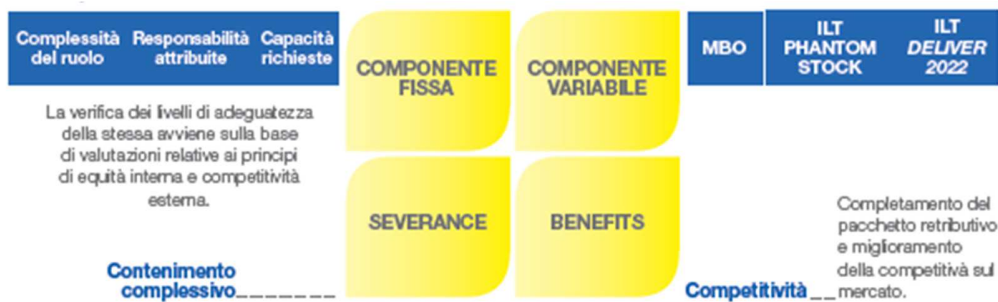 Complessità del ruolo
Responsabilità attribuite
Capacità richieste
La verifica dei livelli di adeguatezza
della stessa avviene sulla base
di valutazioni relative ai principi
di equità interna e competitività
esterna.
COMPONENTE
FISSA
COMPONENTE
VARIABILE
MBO
ILT
PHANTOM
STOCK
ILT
DELIVER
2022
SEVERANCE
BENEFITS
Contenimento
complessivo_______
Completamento del
pacchetto retributivo
e miglioramento
della competitivà sul
Competitività __ mercato.